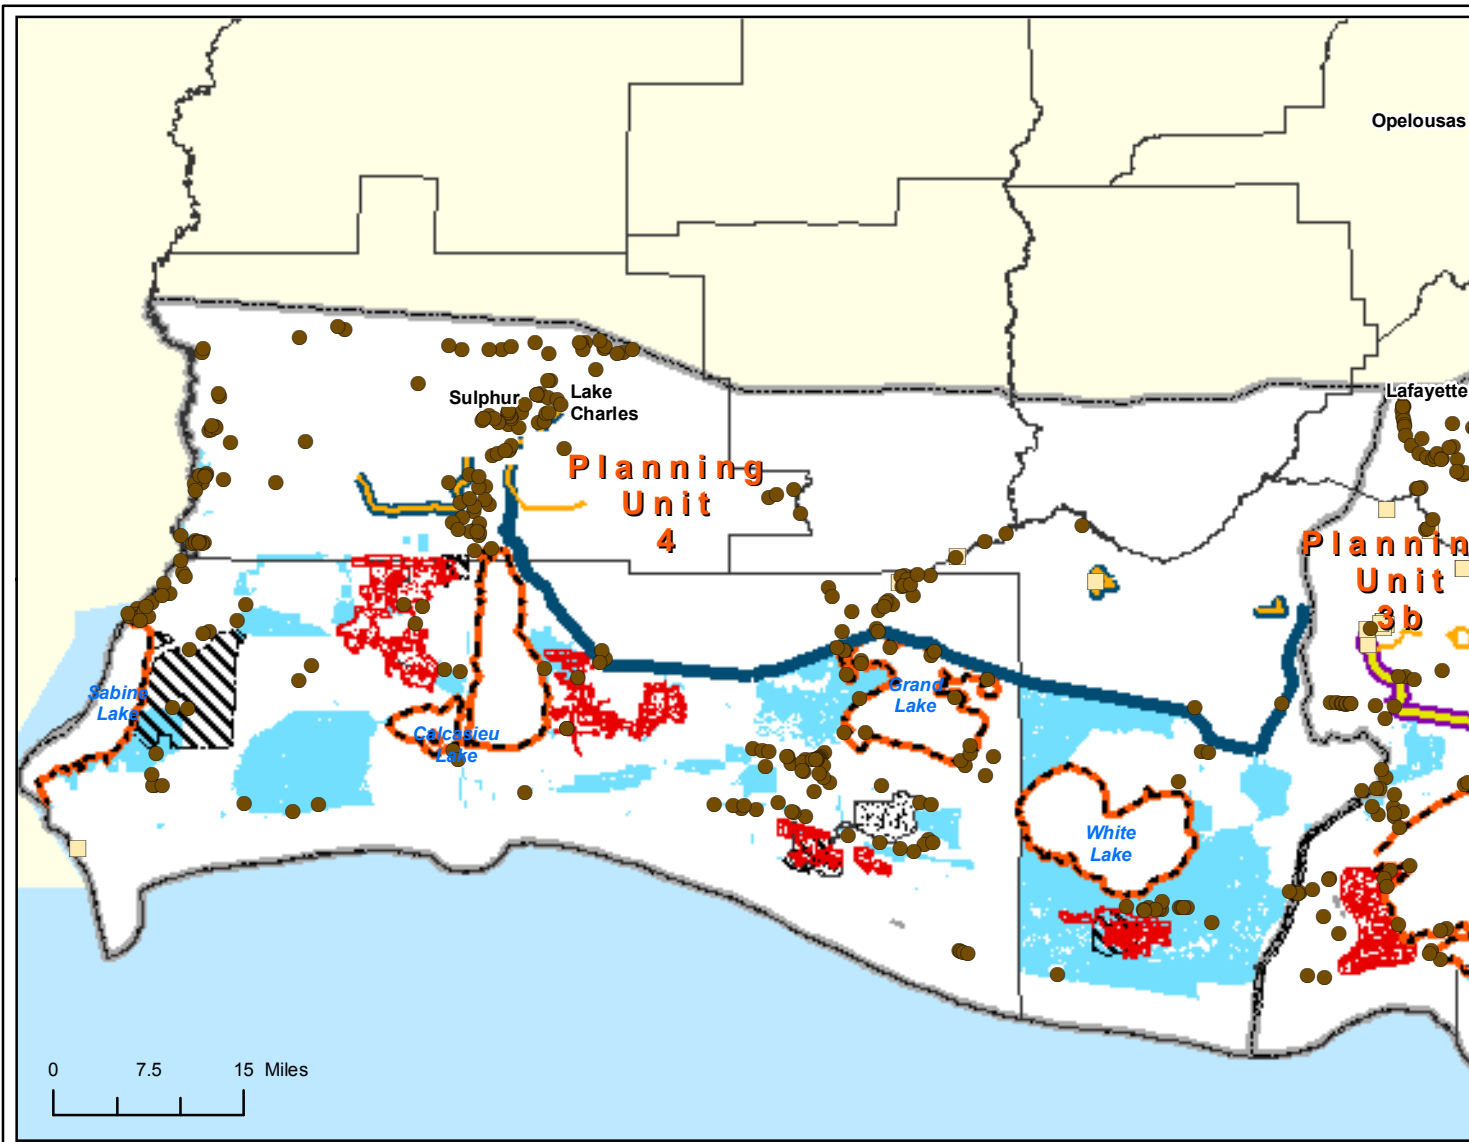 Opelousas
Lafayette
Sulphur
Lake
Charles
Planning
Unit
4
Plannin
Unit
3b
Sabine
Lake
Calcasieu
Lake
Grand
Lake
White
Lake
0 7.5 15 Miles